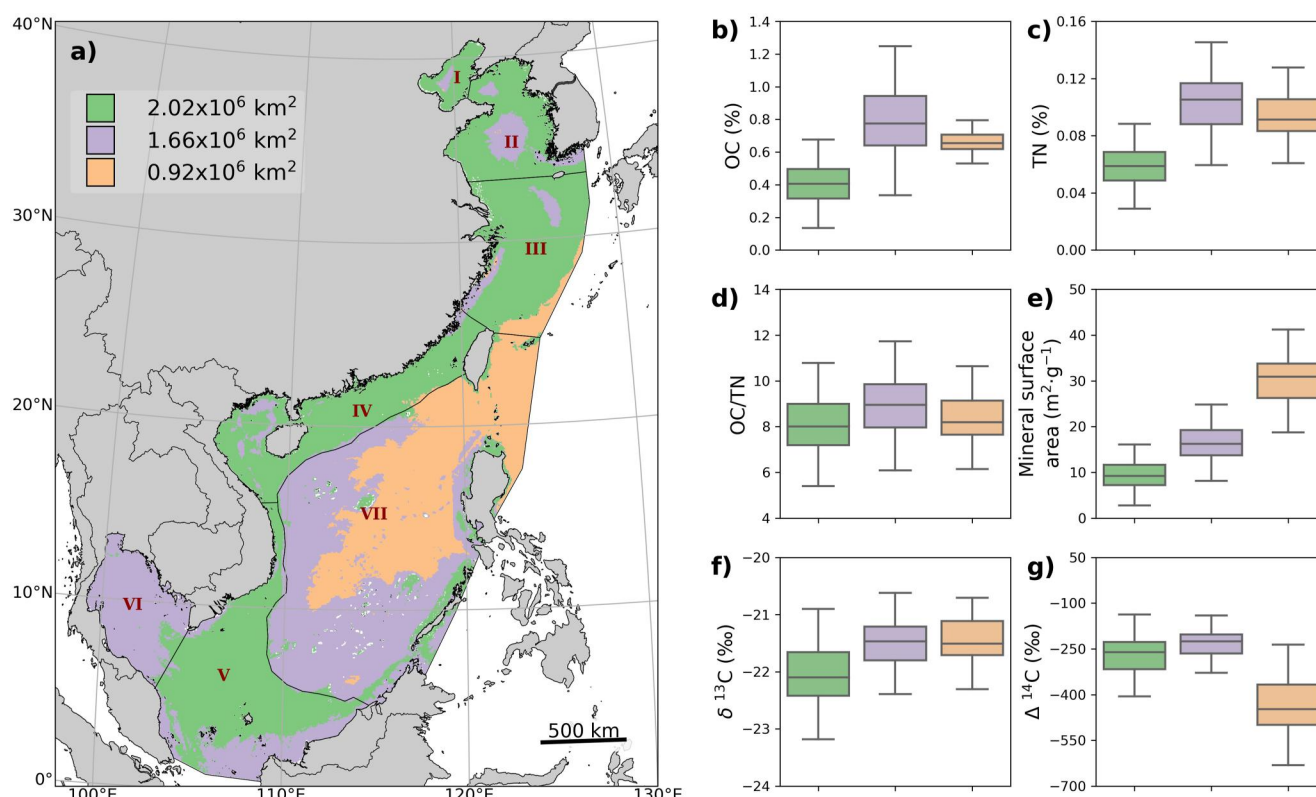 a)
2.02x10⁶ km²
1.66x10⁶ km²
0.92x10⁶ km²
40°N
30°N
20°N
10°N
0°
100°E
110°E
120°E
130°E
I
II
III
IV
V
VI
VII
500 km
b)
OC (%)
1.4
1.2
1.0
0.8
0.6
0.4
0.2
0.0
c)
TN (%)
0.16
0.12
0.08
0.04
0.00
d)
OC/TN
14
12
10
8
6
4
e)
Mineral surface
area (m²·g⁻¹)
50
40
30
20
10
0
f)
δ ¹³C (‰)
−20
−21
−22
−23
−24
g)
Δ ¹⁴C (‰)
50
−100
−250
−400
−550
−700